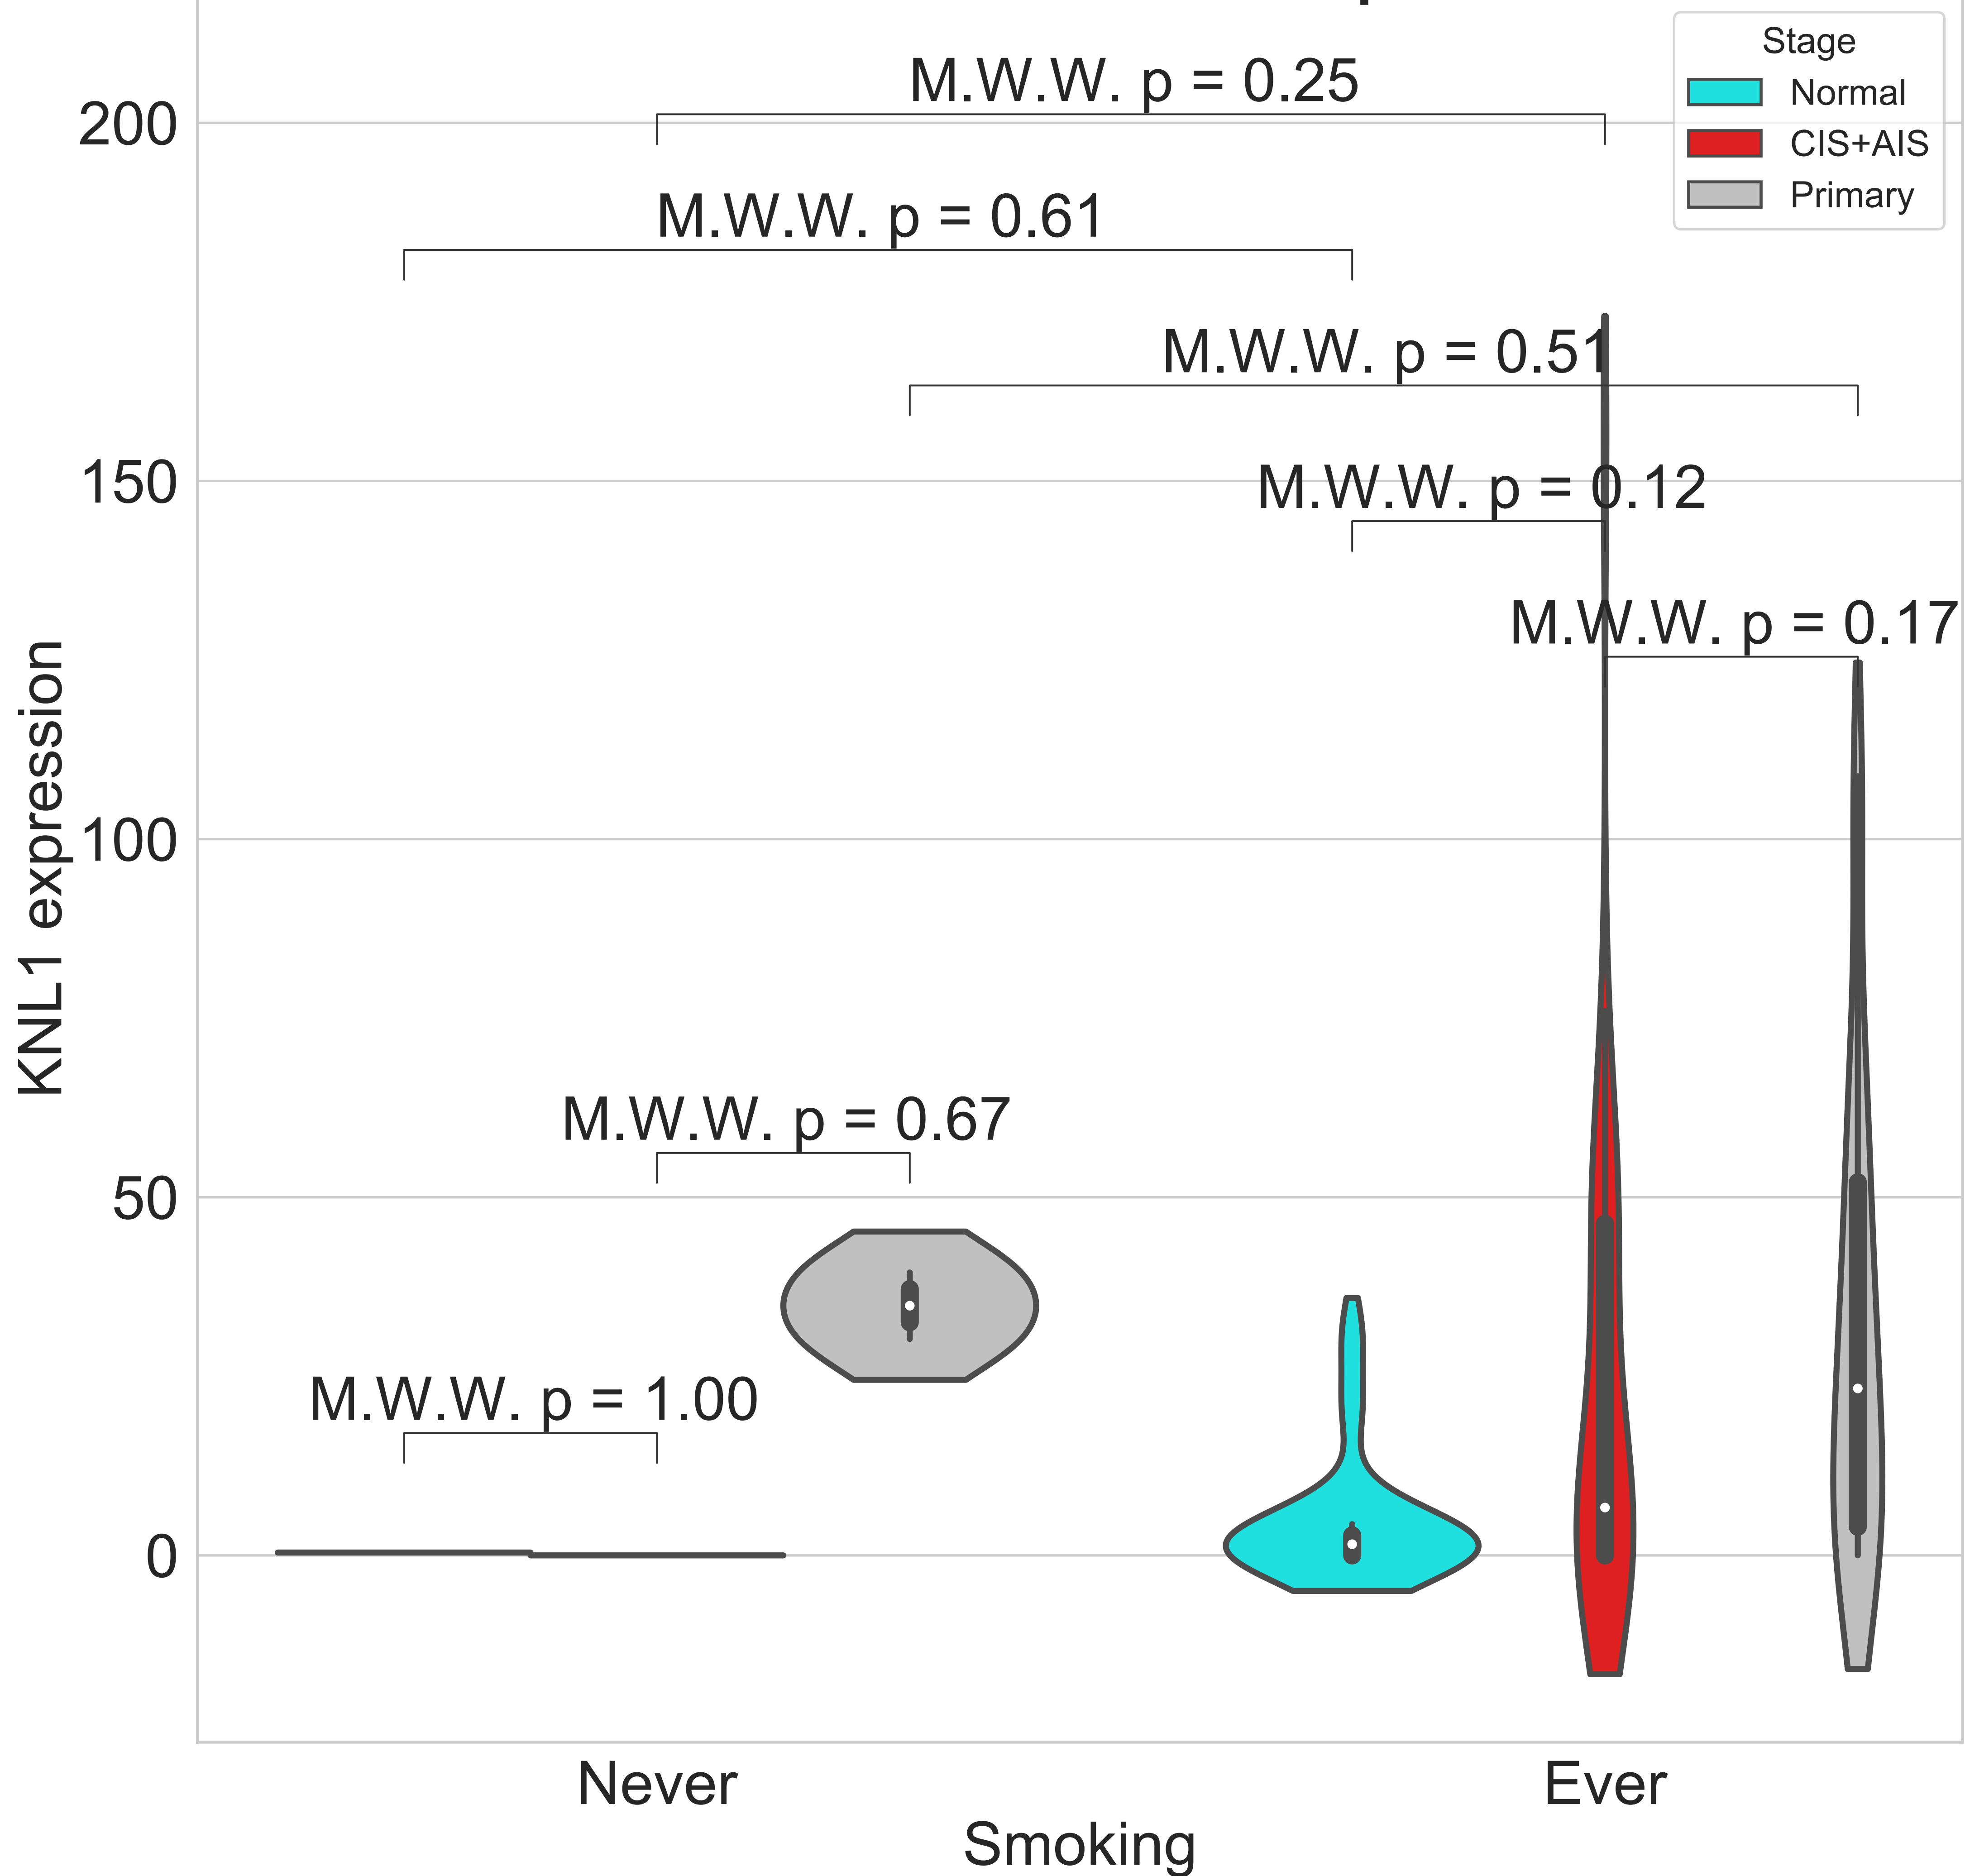 M.W.W. p = 0.25
M.W.W. p = 0.61
M.W.W. p = 0.51
M.W.W. p = 0.12
M.W.W. p = 0.17
M.W.W. p = 0.67
M.W.W. p = 1.00
Stage
Normal
CIS+AIS
Primary
200
150
100
50
0
KNL1 expression
Never
Ever
Smoking